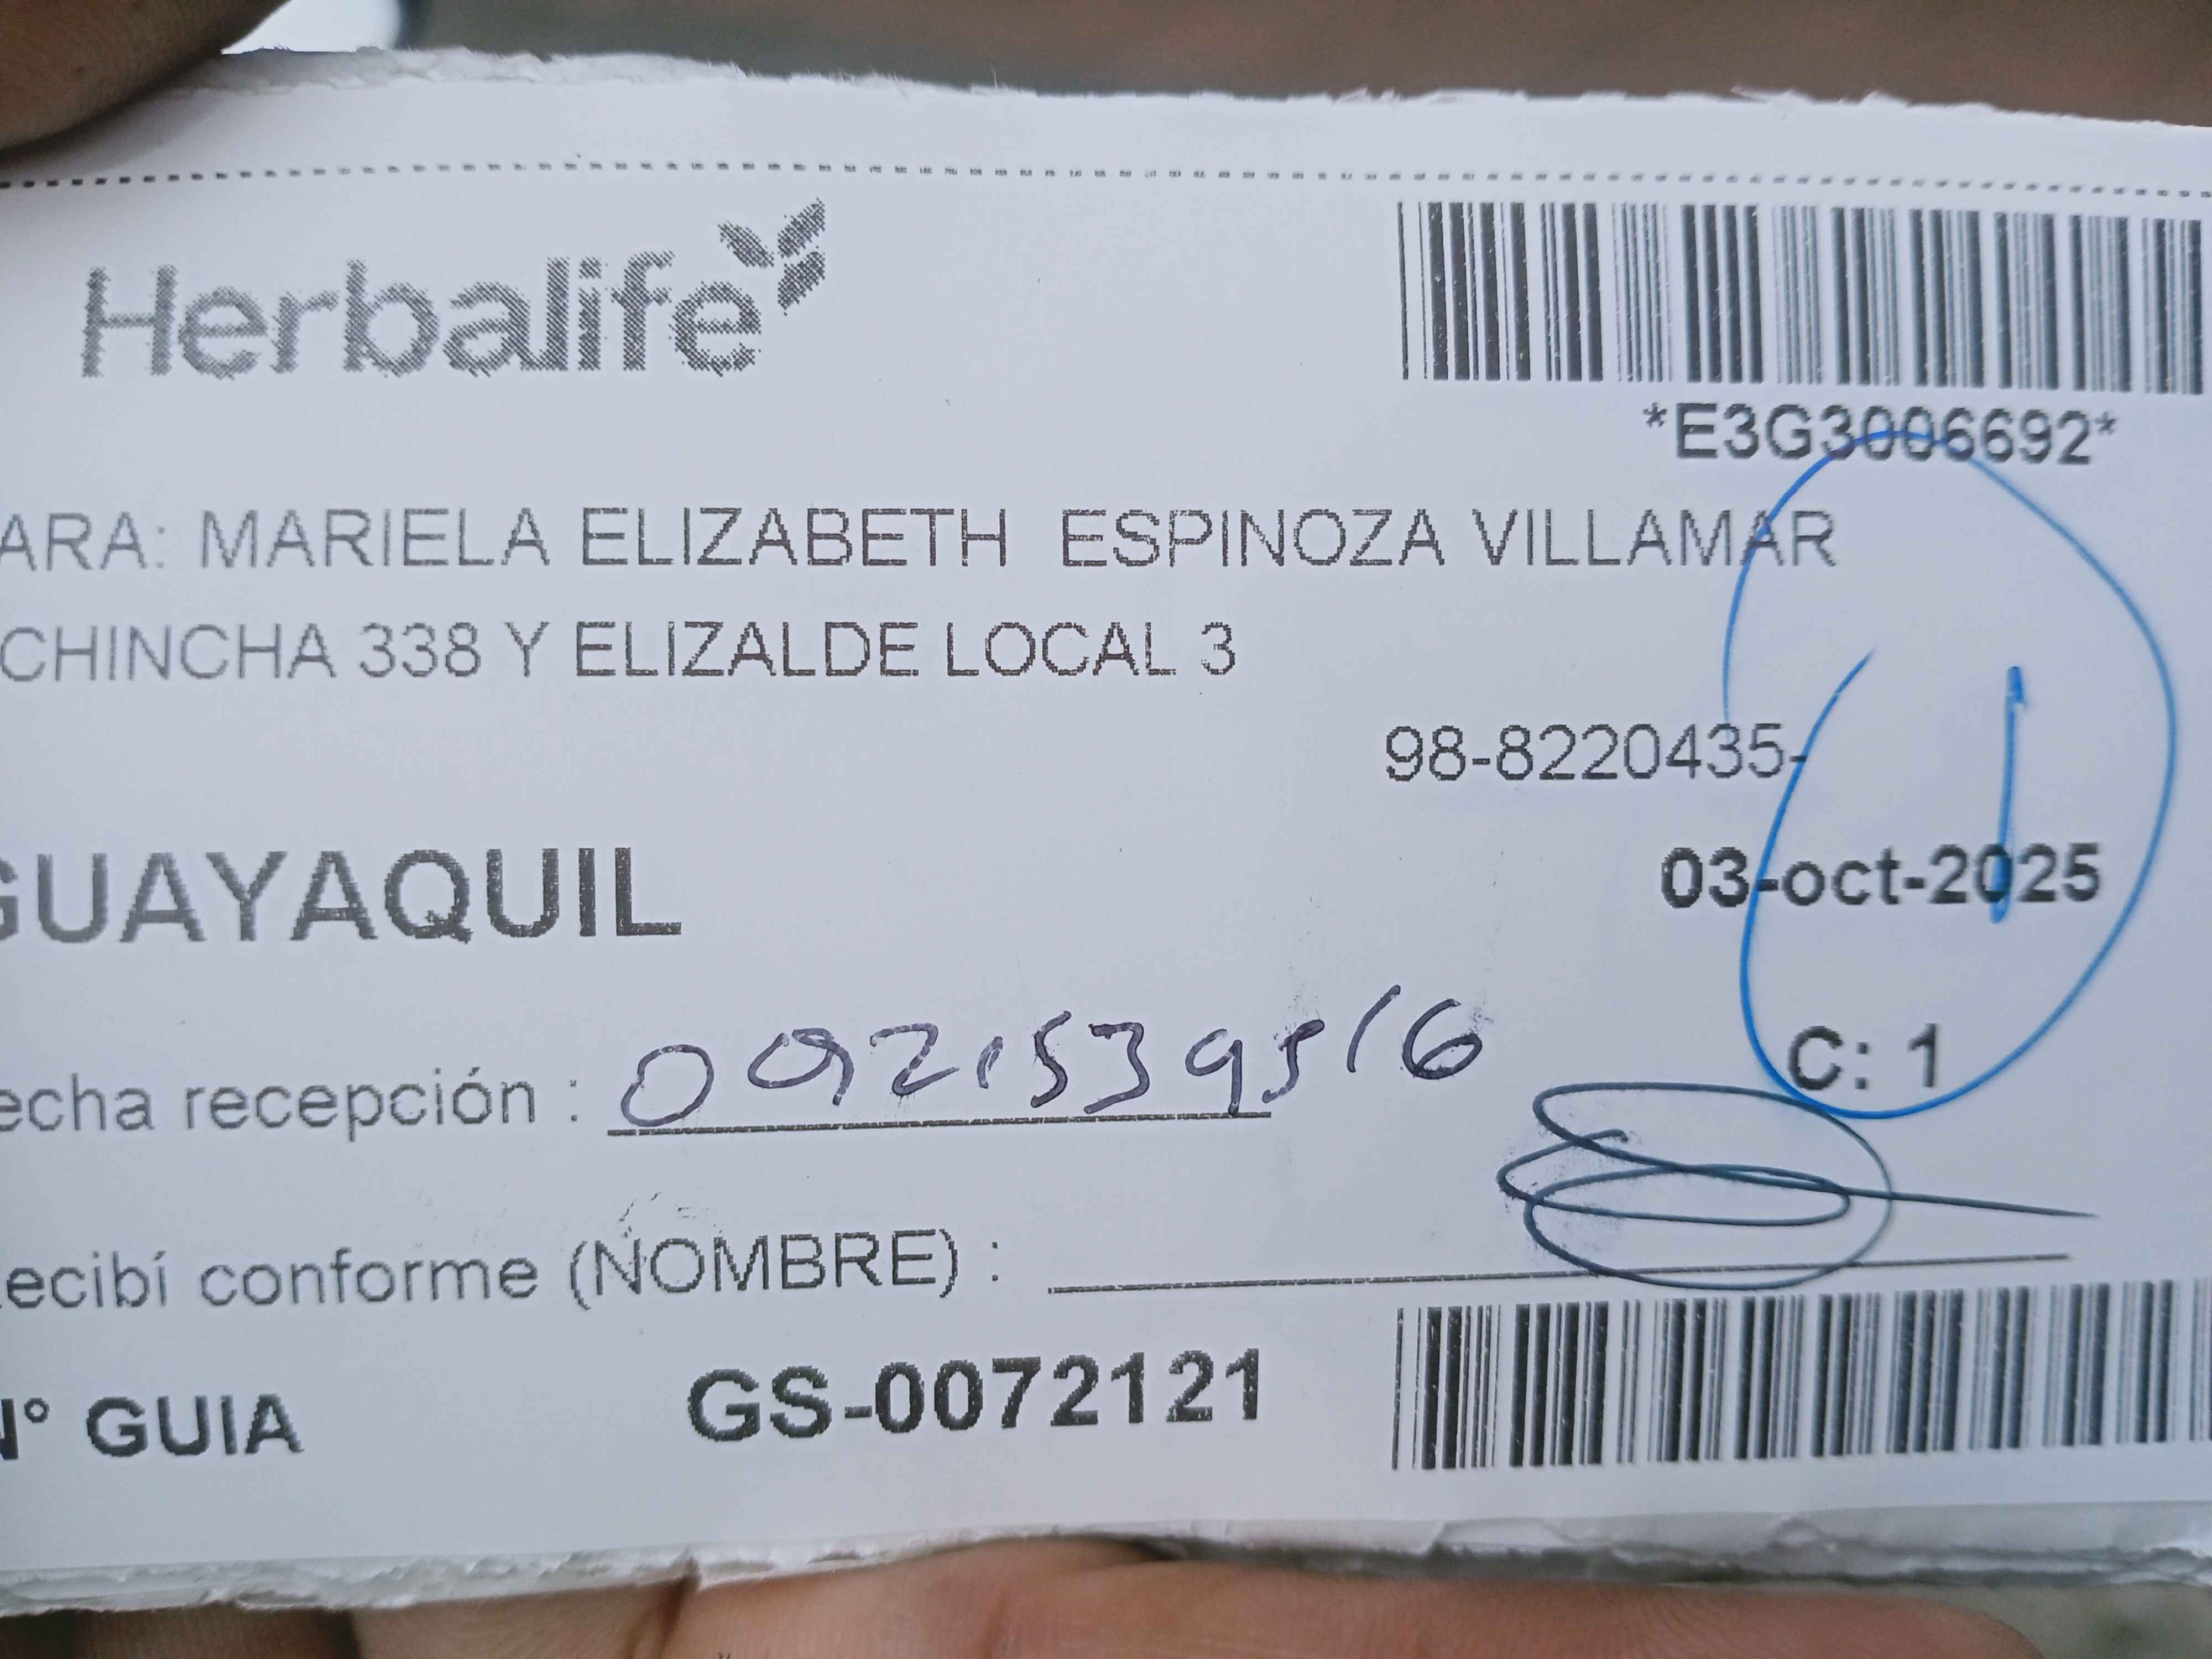 Herbalife
*E3G3006692*
ARA: MARIELA ELIZABETH ESPINOZA VILLAMAR
CHINCHA 338 Y ELIZALDE LOCAL 3
98-8220435-
1
GUAYAQUIL
03-oct-2025
C: 1
echa recepción : 0921539516
ecibí conforme (NOMBRE) :
N° GUIA GS-0072121